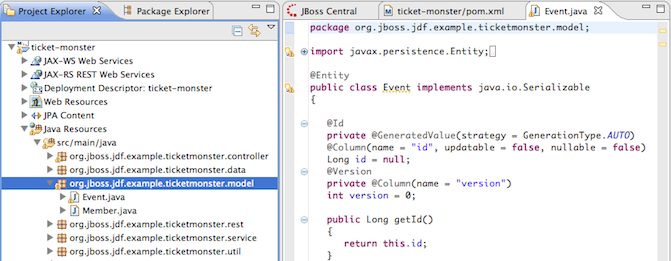 Project Explorer
Package Explorer
ticket-monster
JAX-WS Web Services
JAX-RS REST Web Services
Deployment Descriptor: ticket-monster
Web Resources
JPA Content
Java Resources
src/main/java
org.jboss.jdf.example.ticketmonster.controller
org.jboss.jdf.example.ticketmonster.data
org.jboss.jdf.example.ticketmonster.model
Event.java
Member.java
org.jboss.jdf.example.ticketmonster.rest
org.jboss.jdf.example.ticketmonster.service
org.jboss.jdf.example.ticketmonster.util
JBoss Central
ticket-monster/pom.xml
Event.java
package org.jboss.jdf.example.ticketmonster.model;
import javax.persistence.Entity;
@Entity
public class Event implements java.io.Serializable
{
@Id
private @GeneratedValue(strategy = GenerationType.AUTO)
@Column(name = "id", updatable = false, nullable = false)
Long id = null;
@Version
private @Column(name = "version")
int version = 0;
public Long getId()
{
return this.id;
}